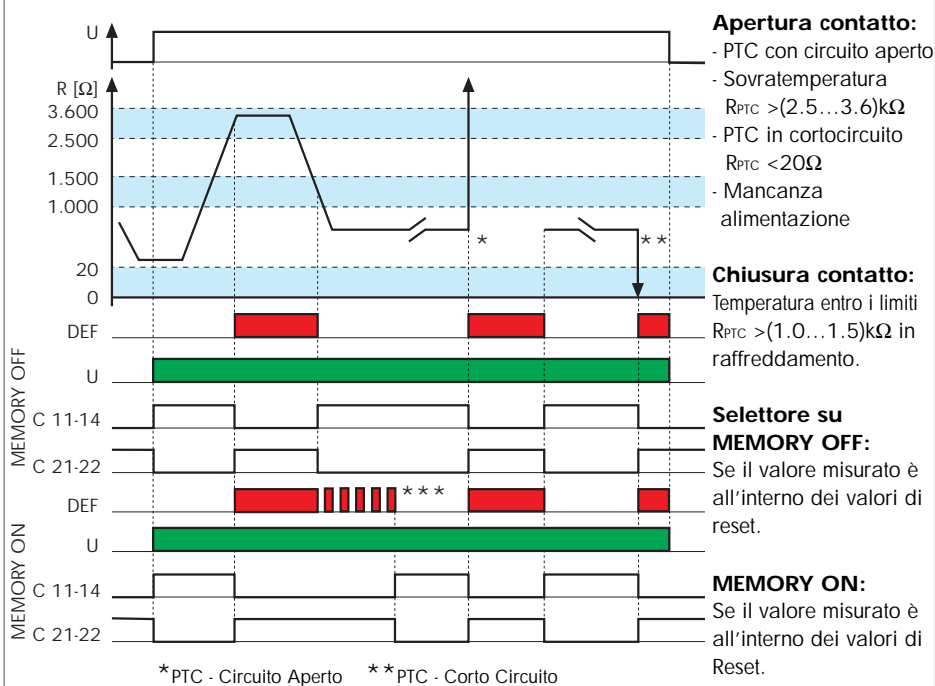 U
R [Ω]
3.600
2.500
1.500
1.000
20
0
*
**
DEF
U
C 11-14
C 21-22
MEMORY OFF
DEF
***
U
C 11-14
C 21-22
MEMORY ON
*PTC - Circuito Aperto **PTC - Corto Circuito
Apertura contatto:
- PTC con circuito aperto
- Sovratemperatura
RPTC >(2.5...3.6)kΩ
- PTC in cortocircuito
RPTC <20Ω
- Mancanza
alimentazione
Chiusura contatto:
Temperatura entro i limiti
RPTC >(1.0...1.5)kΩ in
raffreddamento.
Selettore su
MEMORY OFF:
Se il valore misurato è
all'interno dei valori di
reset.
MEMORY ON:
Se il valore misurato è
all'interno dei valori di
Reset.